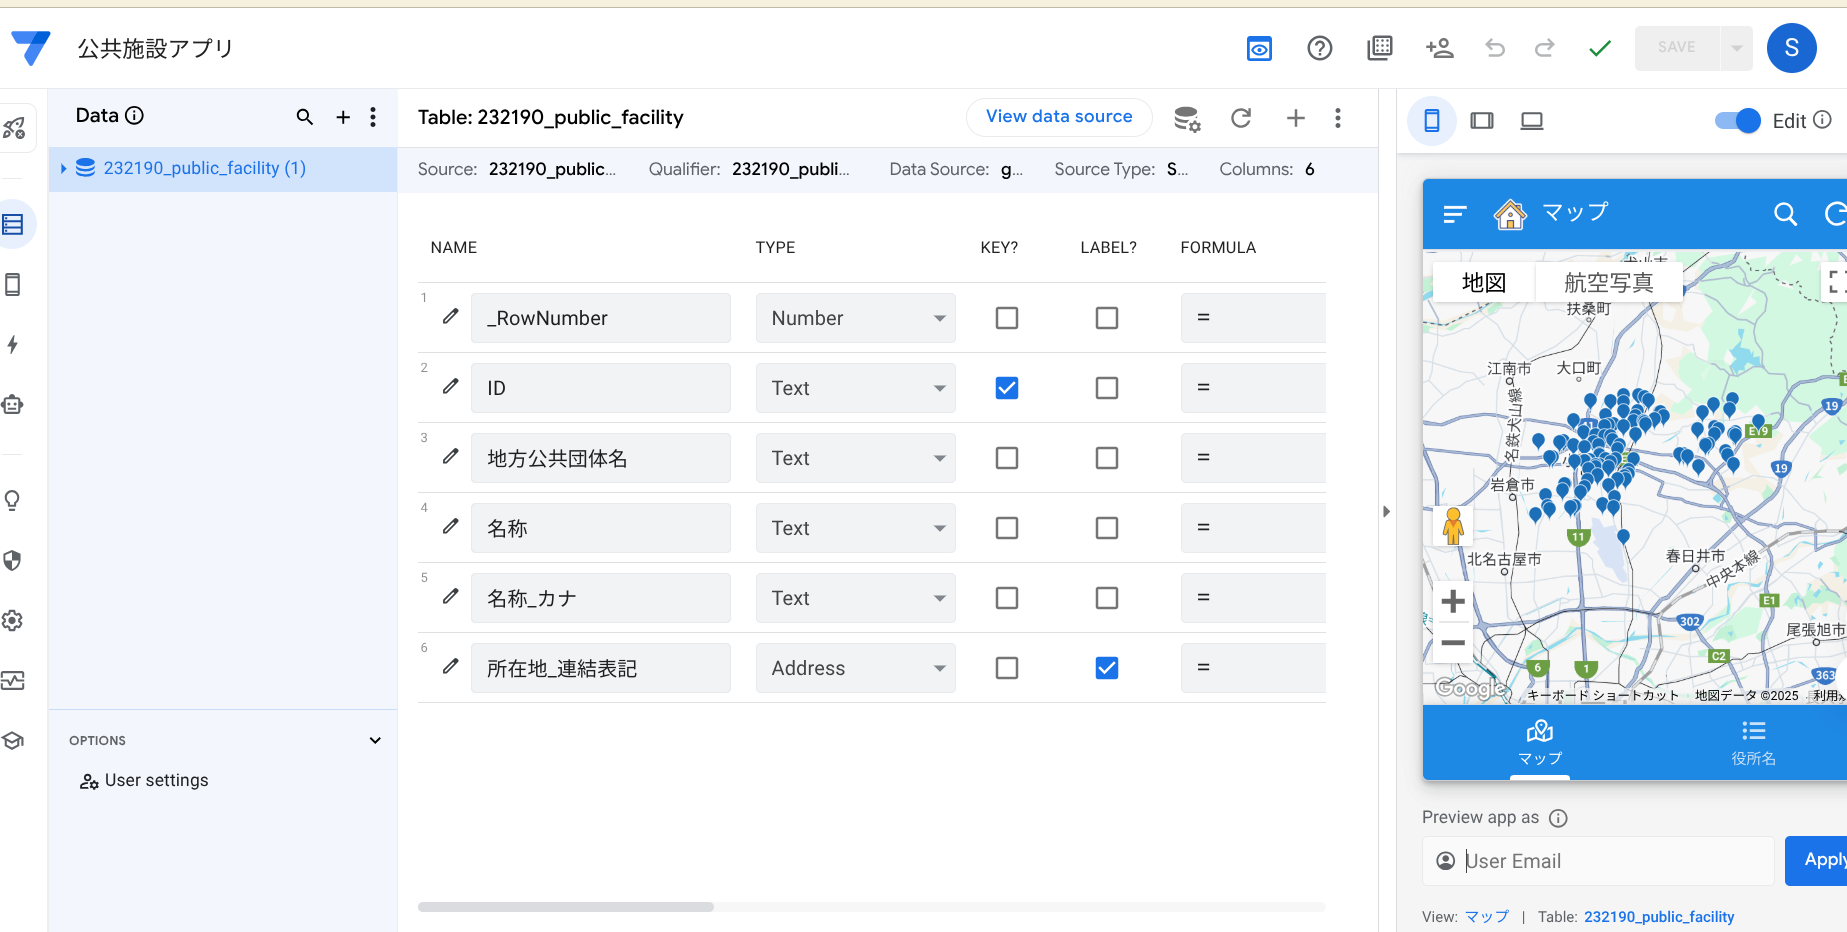 公共施設アプリ
SAVE
S
Data
Table: 232190_public_facility
View data source
Edit
232190_public_facility (1)
Source: 232190_public...
Qualifier: 232190_publi...
Data Source: g...
Source Type: S...
Columns: 6
NAME TYPE KEY? LABEL? FORMULA
1 _RowNumber Number =
2 ID Text =
3 地方公共団体名 Text =
4 名称 Text =
5 名称_カナ Text =
6 所在地_連結表記 Address =
OPTIONS
User settings
マップ
地図 航空写真
扶桑町
江南市 大口町
名鉄犬山線
19
41
EY9
19
岩倉市
11
北名古屋市
春日井市
中央本線
E1
302
尾張旭市
C2
6
1
363
Google
キーボード ショートカット 地図データ ©2025
マップ
役所名
Preview app as
User Email
Apply
View: マップ | Table: 232190_public_facility